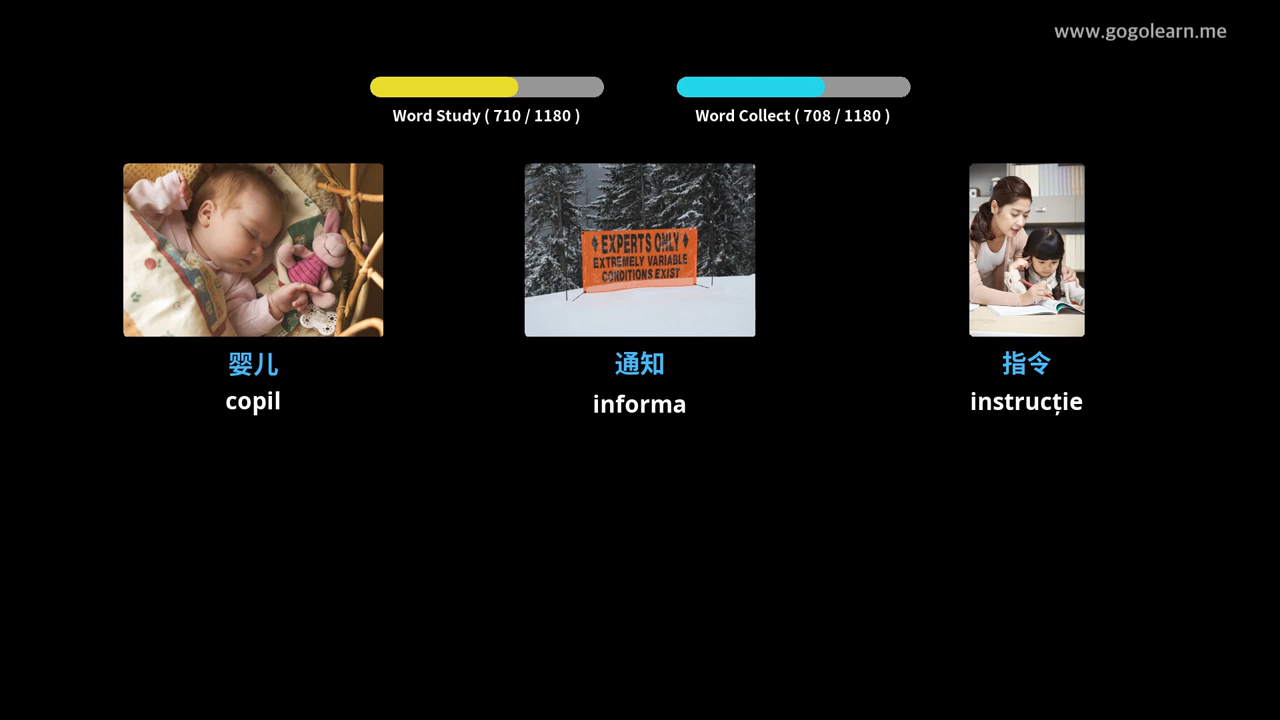 www.gogolearn.me
Word Study ( 710 / 1180 )
Word Collect ( 708 / 1180 )
EXPERTS ONLY
EXTREMELY VARIABLE
CONDITIONS EXIST
婴儿
通知
指令
copil
informa
instrucție